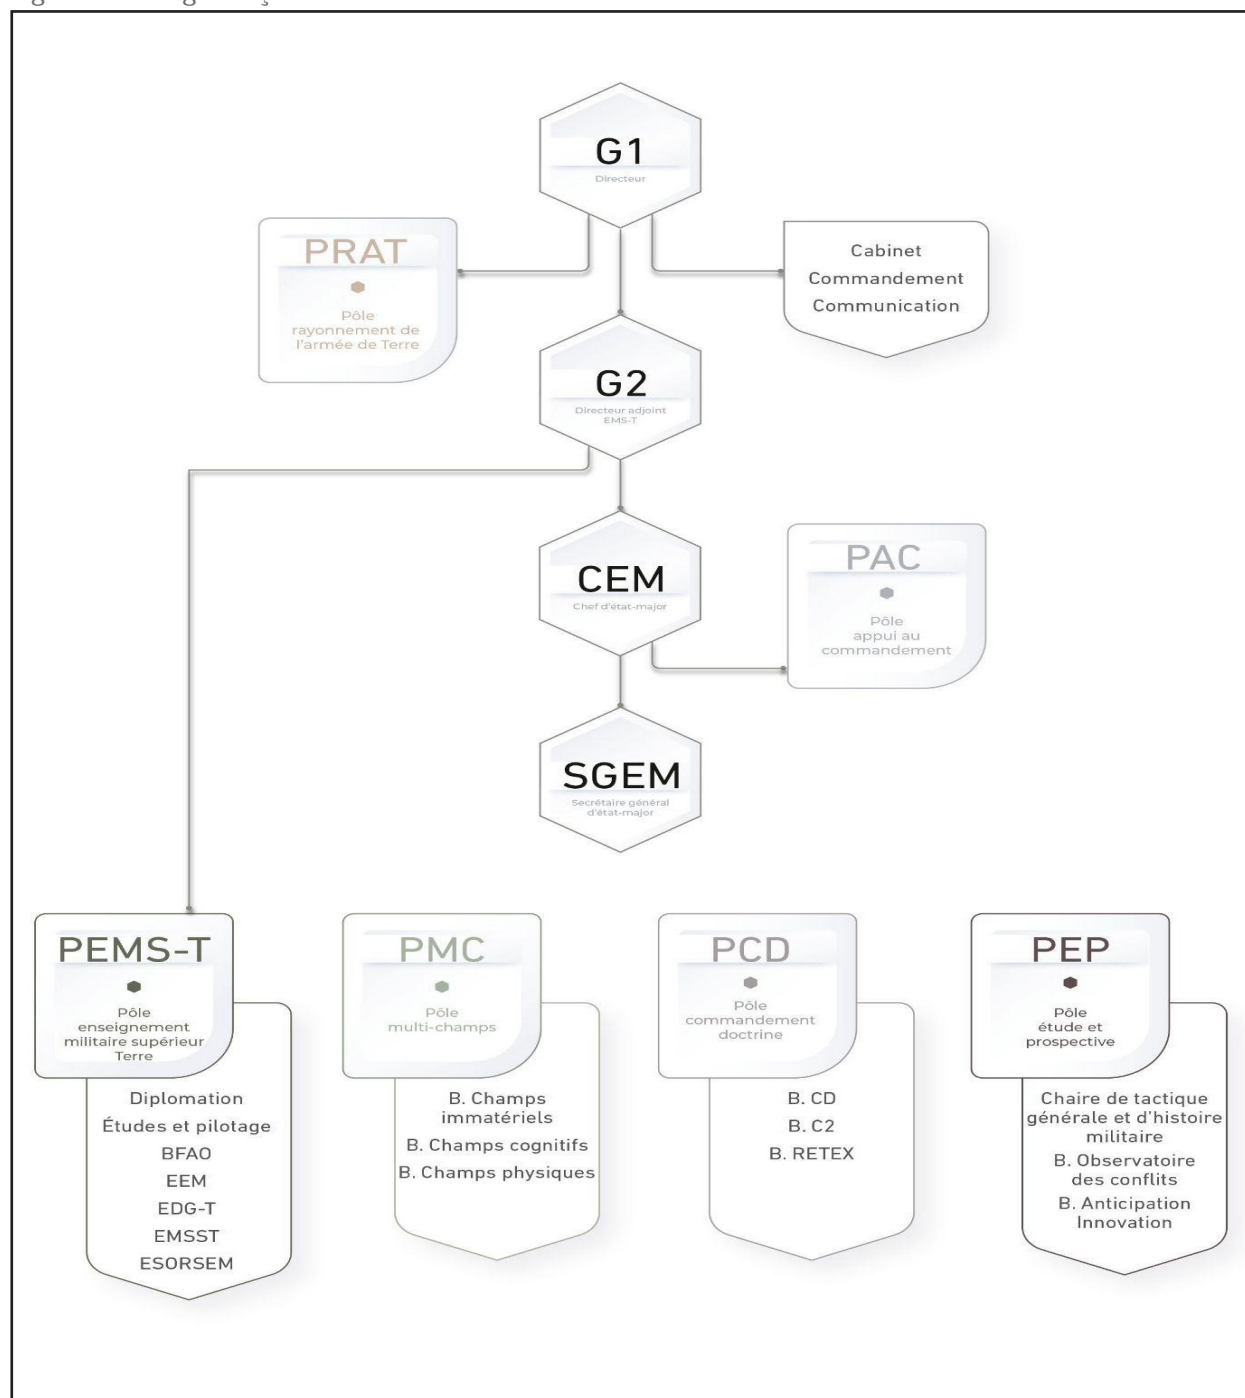 G1
Directeur
PRAT
Pôle
rayonnement de
l'armée de Terre
Cabinet
Commandement
Communication
G2
Directeur adjoint
EMS-T
CEM
Chef d'état-major
PAC
Pôle
appui au
commandement
SGEM
Secrétaire général
d'état-major
PEMS-T
Pôle
enseignement
militaire supérieur
Terre
Diplomation
Études et pilotage
BFAO
EEM
EDG-T
EMSST
ESORSEM
PMC
Pôle
multi-champs
B. Champs
immatériels
B. Champs cognitifs
B. Champs physiques
PCD
Pôle
commandement
doctrine
B. CD
B. C2
B. RETEX
PEP
Pôle
étude et
prospective
Chaire de tactique
générale et d'histoire
militaire
B. Observatoire
des conflits
B. Anticipation
Innovation